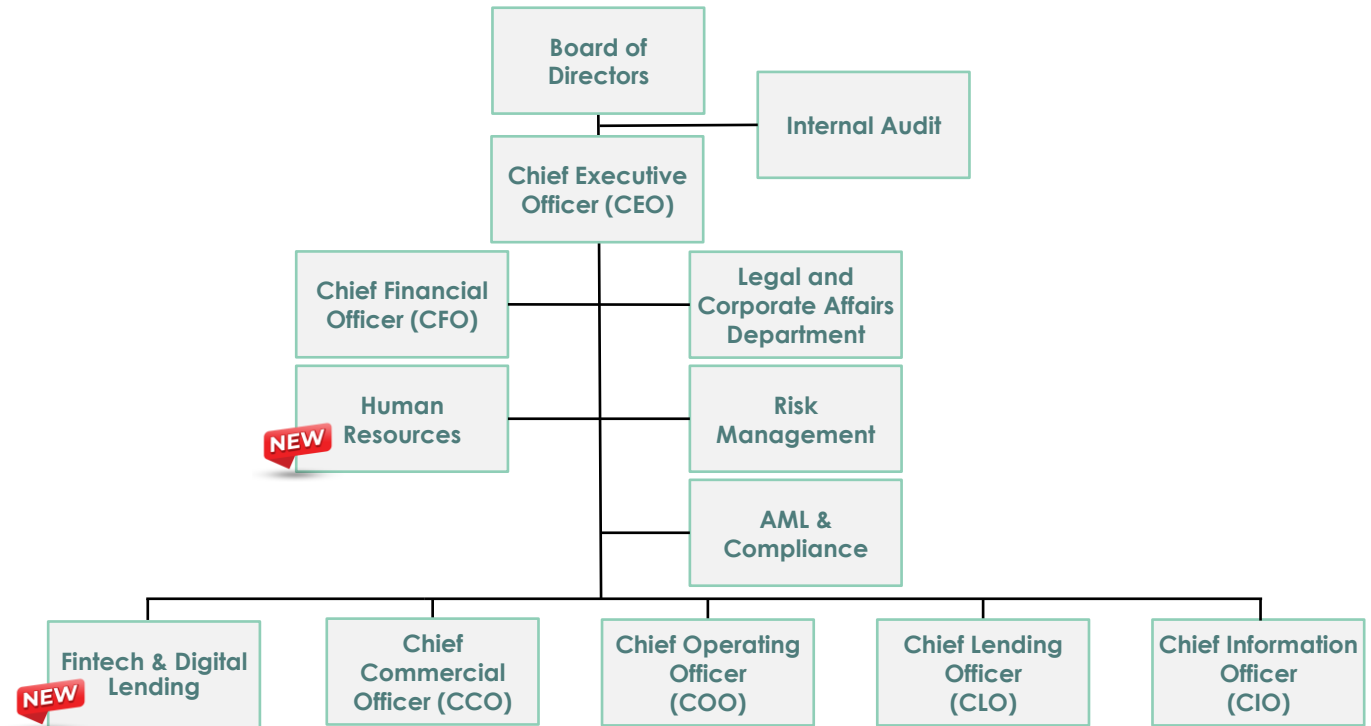 Board of
Directors
Internal Audit
Chief Executive
Officer (CEO)
Chief Financial
Officer (CFO)
Legal and
Corporate Affairs
Department
Human
Resources
NEW
Risk
Management
AML &
Compliance
Fintech & Digital
Lending
NEW
Chief
Commercial
Officer (CCO)
Chief Operating
Officer
(COO)
Chief Lending
Officer
(CLO)
Chief Information
Officer
(CIO)